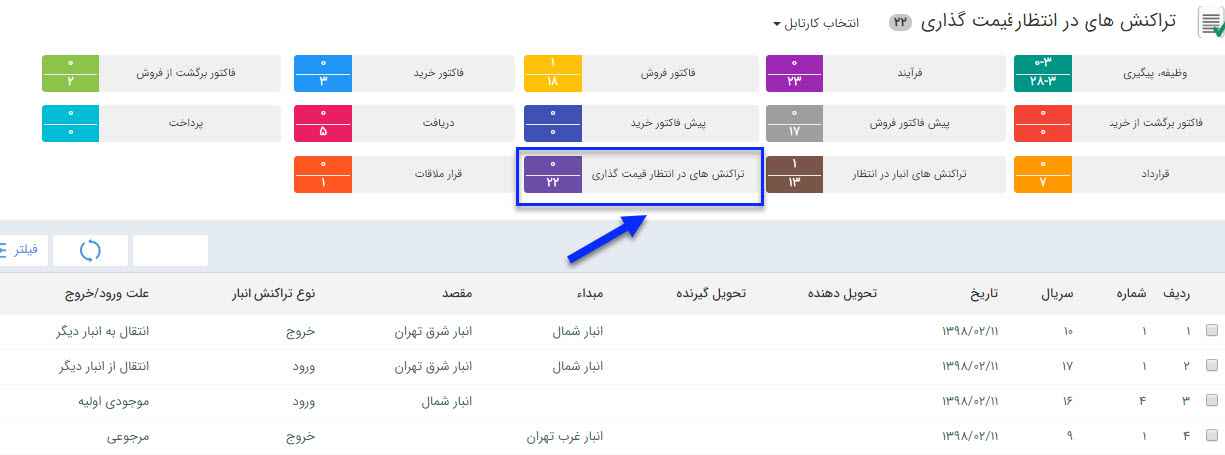 تراکنش های در انتظار قیمت گذاری ۲۲ انتخاب کارتابل
وظیفه، پیگیری ۰-۳ ۲۸-۳ فرآیند ۰ ۲۳ فاکتور فروش ۱ ۱۸ فاکتور خرید ۰ ۳ فاکتور برگشت از فروش ۰ ۲
فاکتور برگشت از خرید ۰ ۰ پیش فاکتور فروش ۰ ۱۷ پیش فاکتور خرید ۰ ۰ دریافت ۰ ۵ پرداخت ۰ ۰
قرارداد ۰ ۷ تراکنش های انبار در انتظار ۱ ۱۳ تراکنش های در انتظار قیمت گذاری ۰ ۲۲ قرار ملاقات ۰ ۱
فیلتر
ردیف شماره سریال تاریخ تحویل دهنده تحویل گیرنده مبداء مقصد نوع تراکنش انبار علت ورود/خروج
۱ ۱ ۱۰ ۱۳۹۸/۰۲/۱۱ انبار شمال انبار شرق تهران خروج انتقال به انبار دیگر
۲ ۱ ۱۷ ۱۳۹۸/۰۲/۱۱ انبار شمال انبار شرق تهران ورود انتقال از انبار دیگر
۳ ۴ ۱۶ ۱۳۹۸/۰۲/۱۱ انبار شمال ورود موجودی اولیه
۴ ۱ ۹ ۱۳۹۸/۰۲/۱۱ انبار غرب تهران خروج مرجوعی